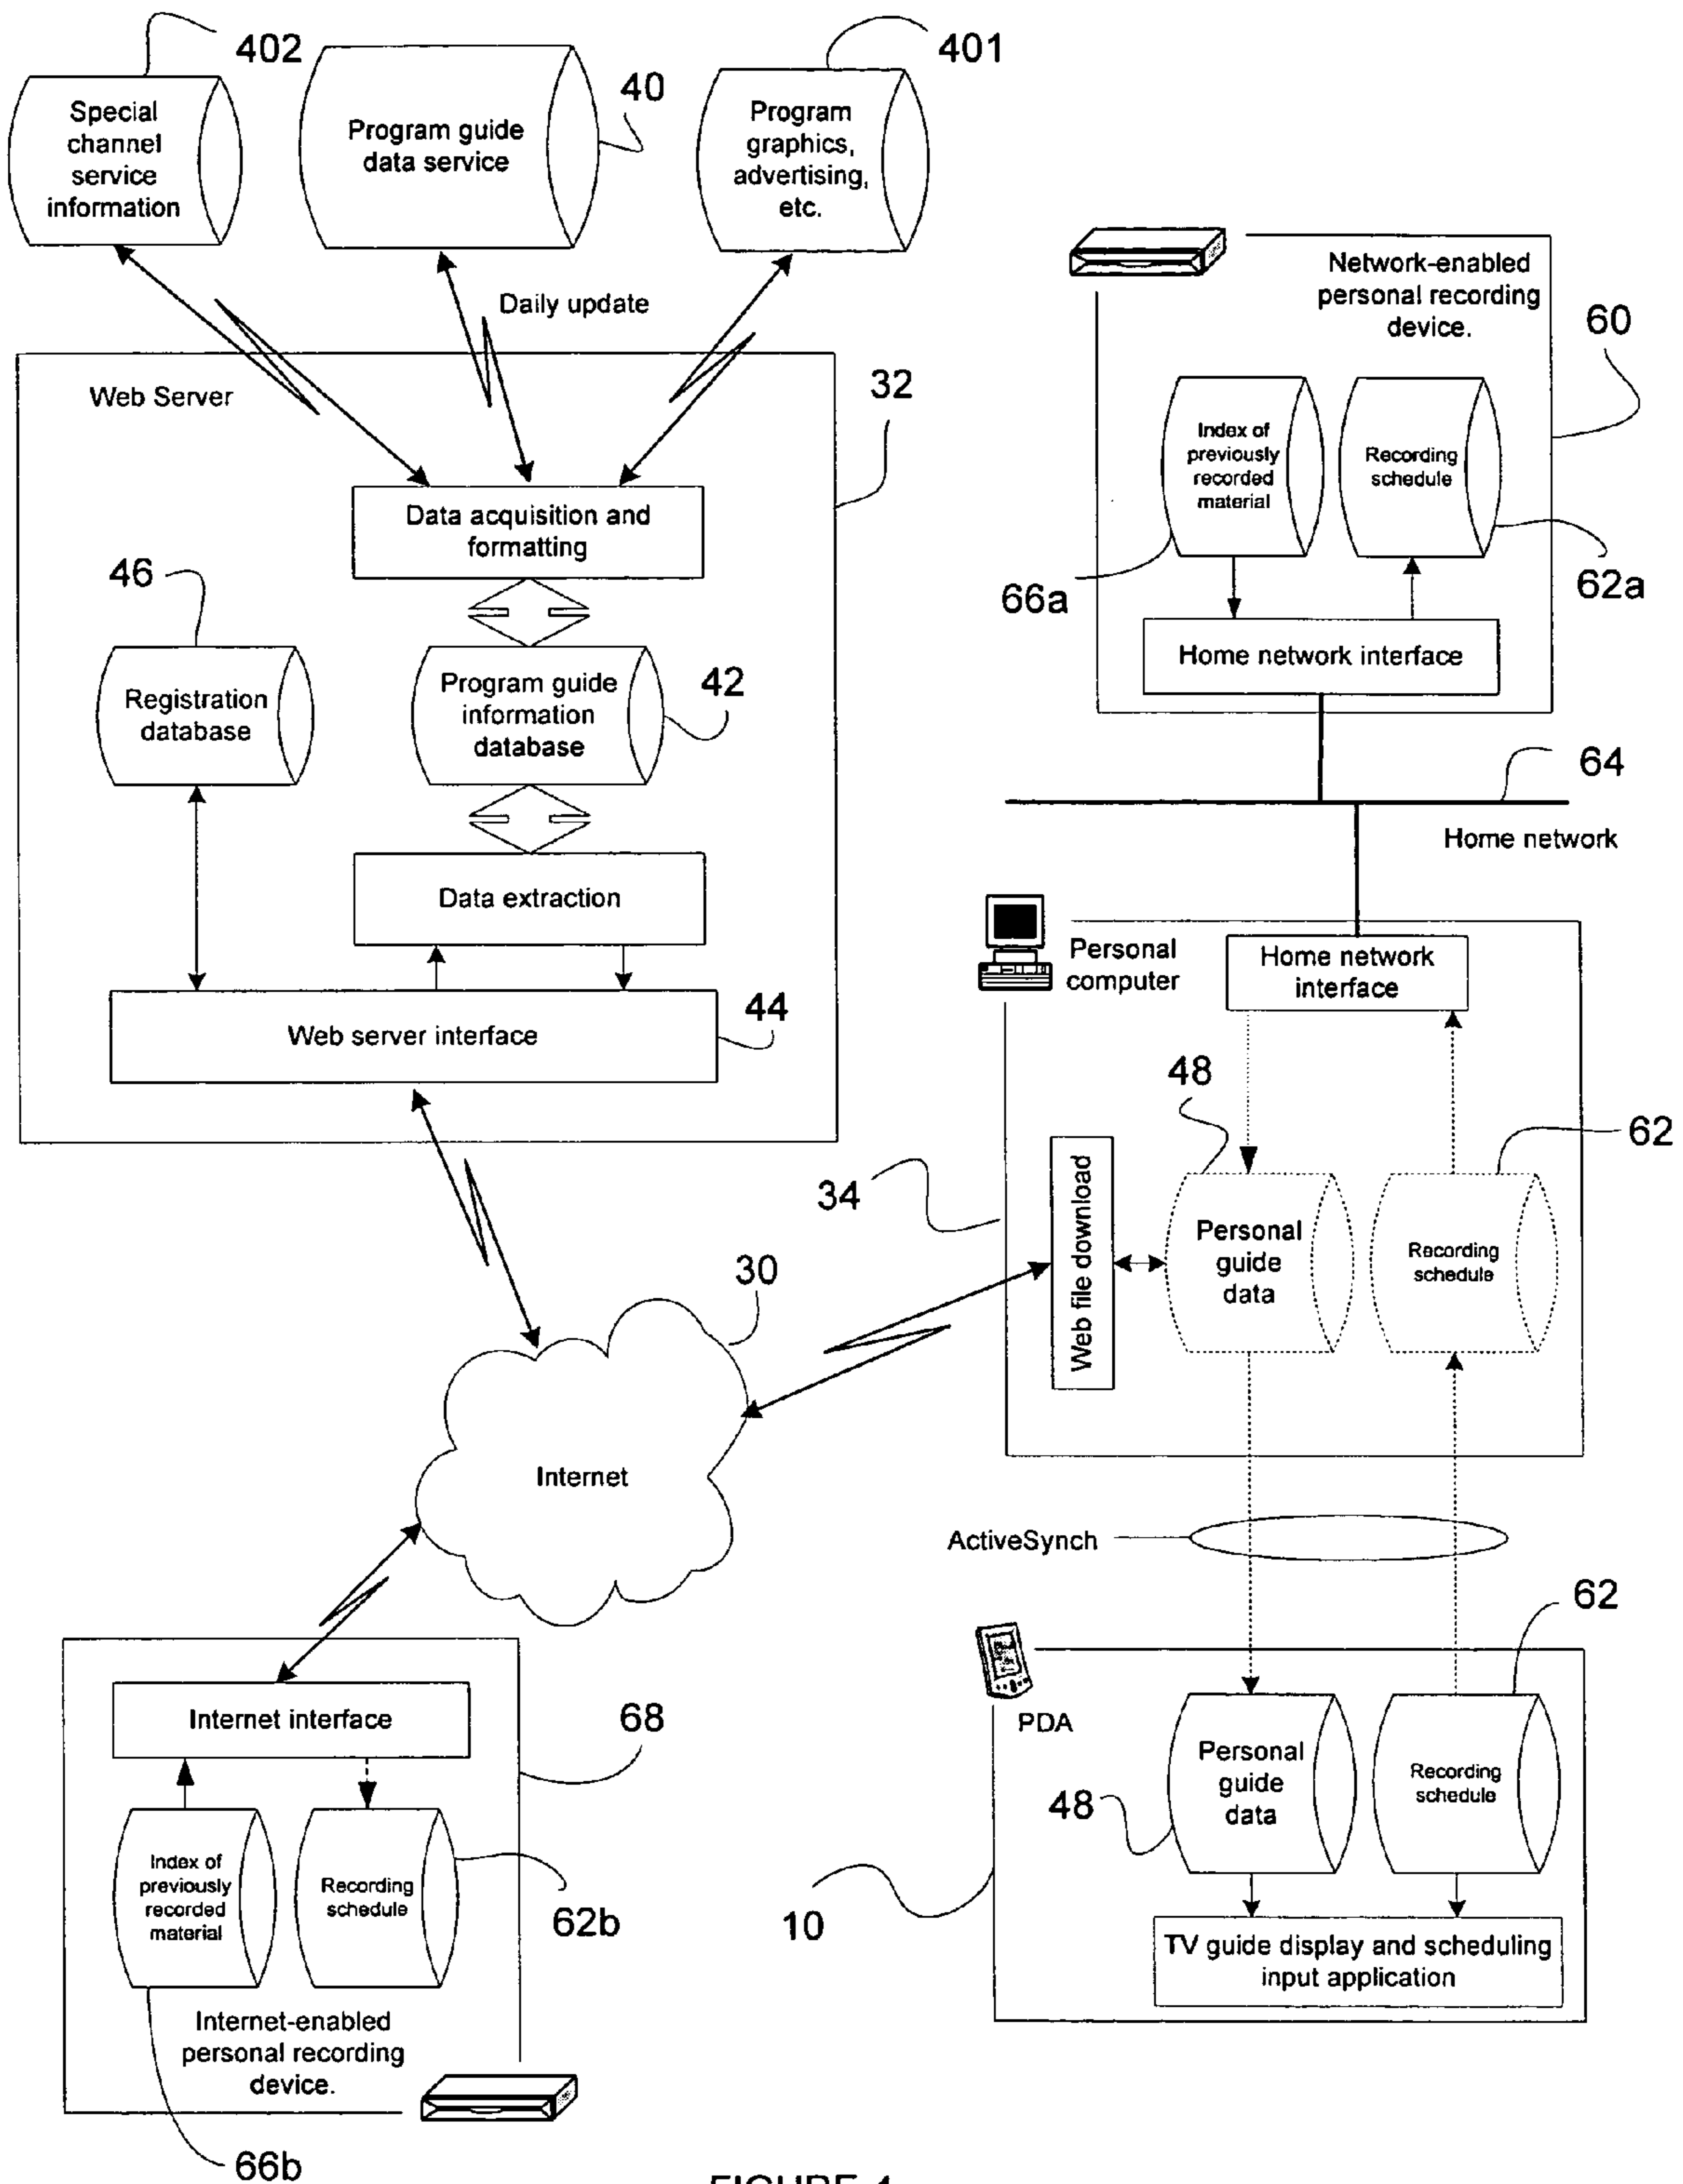 402
40
401
Special
channel
service
information
Program guide
data service
Program
graphics,
advertising,
etc.
Daily update
Web Server
32
Data acquisition and
formatting
46
Registration
database
Program guide
information
database
42
Data extraction
Web server interface
44
Network-enabled
personal recording
device.
60
Index of
previously
recorded
material
Recording
schedule
66a
62a
Home network interface
64
Home network
Personal
computer
Home network
interface
48
62
34
Web file download
Personal
guide
data
Recording
schedule
30
Internet
ActiveSynch
62
PDA
Personal
guide
data
Recording
schedule
48
10
TV guide display and scheduling
input application
Internet interface
68
Index of
previously
recorded
material
Recording
schedule
62b
Internet-enabled
personal recording
device.
66b